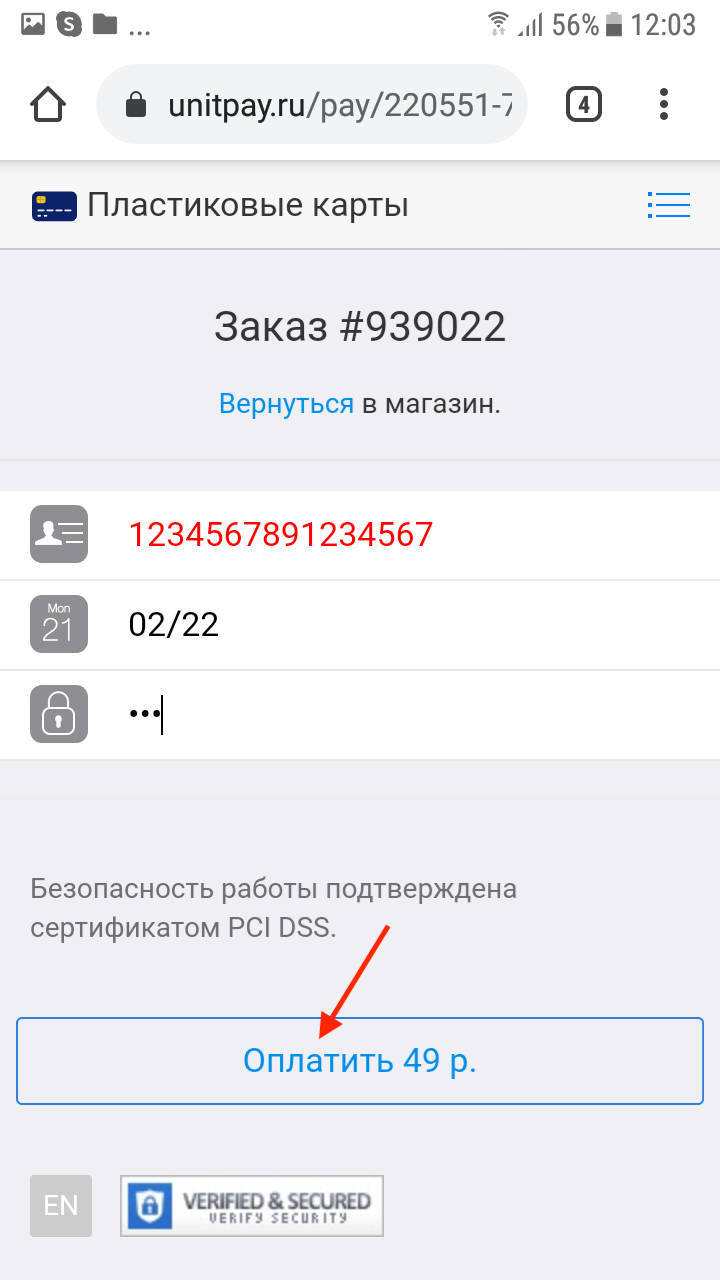 ... 56% 12:03
unitpay.ru/pay/220551-7
4
Пластиковые карты
Заказ #939022
Вернуться в магазин.
1234567891234567
Mon
21
02/22
•••
Безопасность работы подтверждена
сертификатом PCI DSS.
Оплатить 49 р.
EN
VERIFIED & SECURED
VERIFY SECURITY